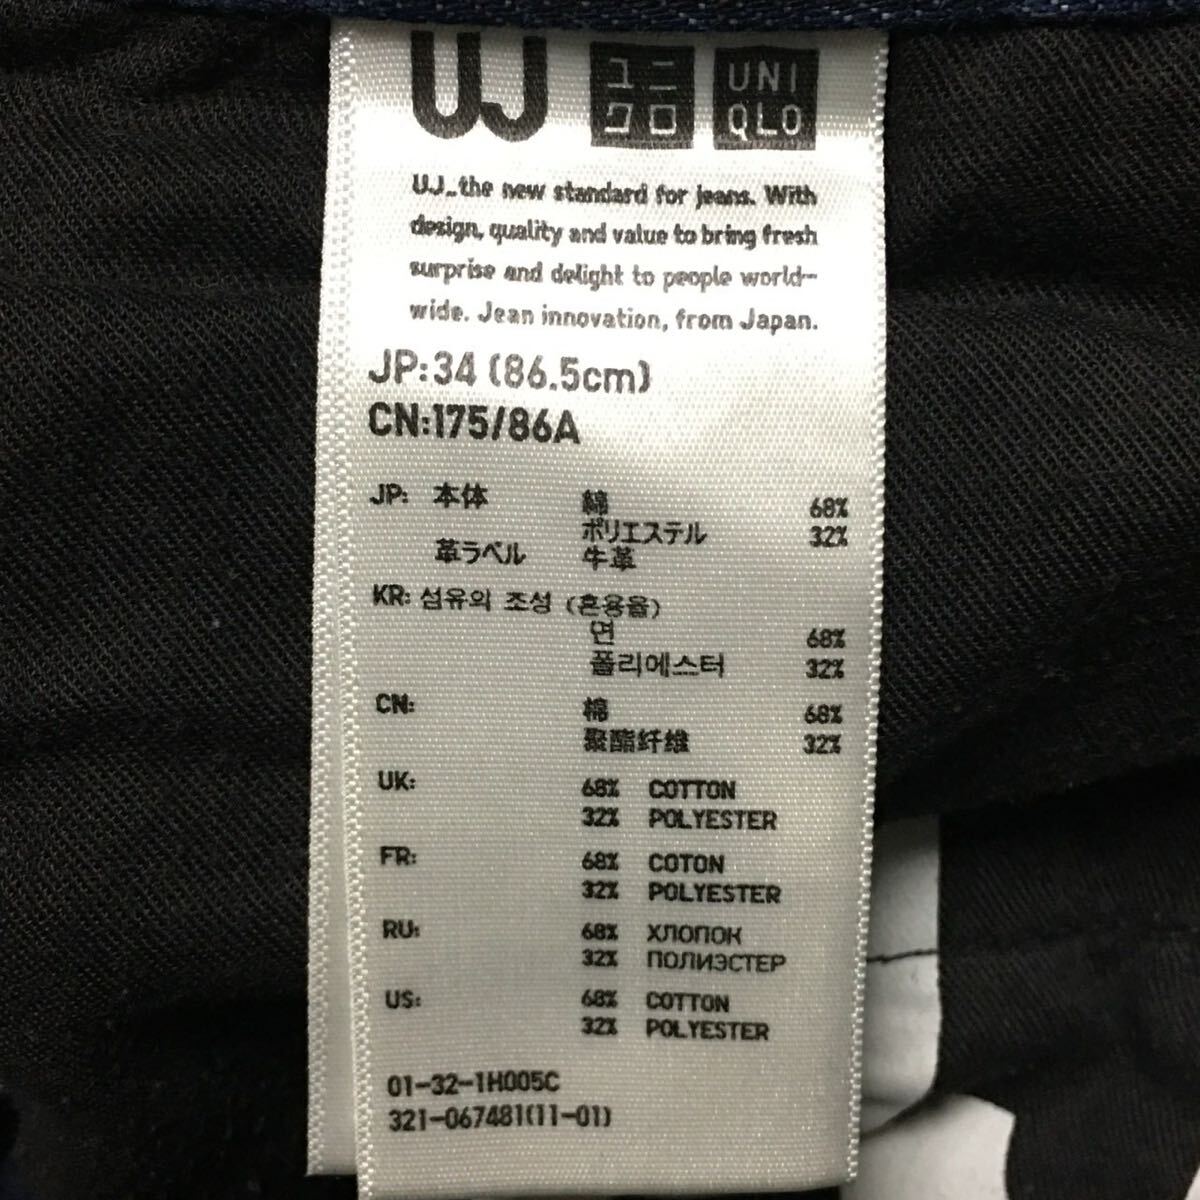 UJ ユニ UNI
クロ QLO
UJ...the new standard for jeans. With
design, quality and value to bring fresh
surprise and delight to people world-
wide. Jean innovation, from Japan.
JP:34 (86.5cm)
CN:175/86A
JP: 本体 綿 68%
ポリエステル 32%
革ラベル 牛革
KR: 섬유의 조성 (혼용율)
면 68%
폴리에스터 32%
CN: 棉 68%
聚酯纤维 32%
UK: 68% COTTON
32% POLYESTER
FR: 68% COTON
32% POLYESTER
RU: 68% ХЛОПОК
32% ПОЛИЭСТЕР
US: 68% COTTON
32% POLYESTER
01-32-1H005C
321-067481(11-01)